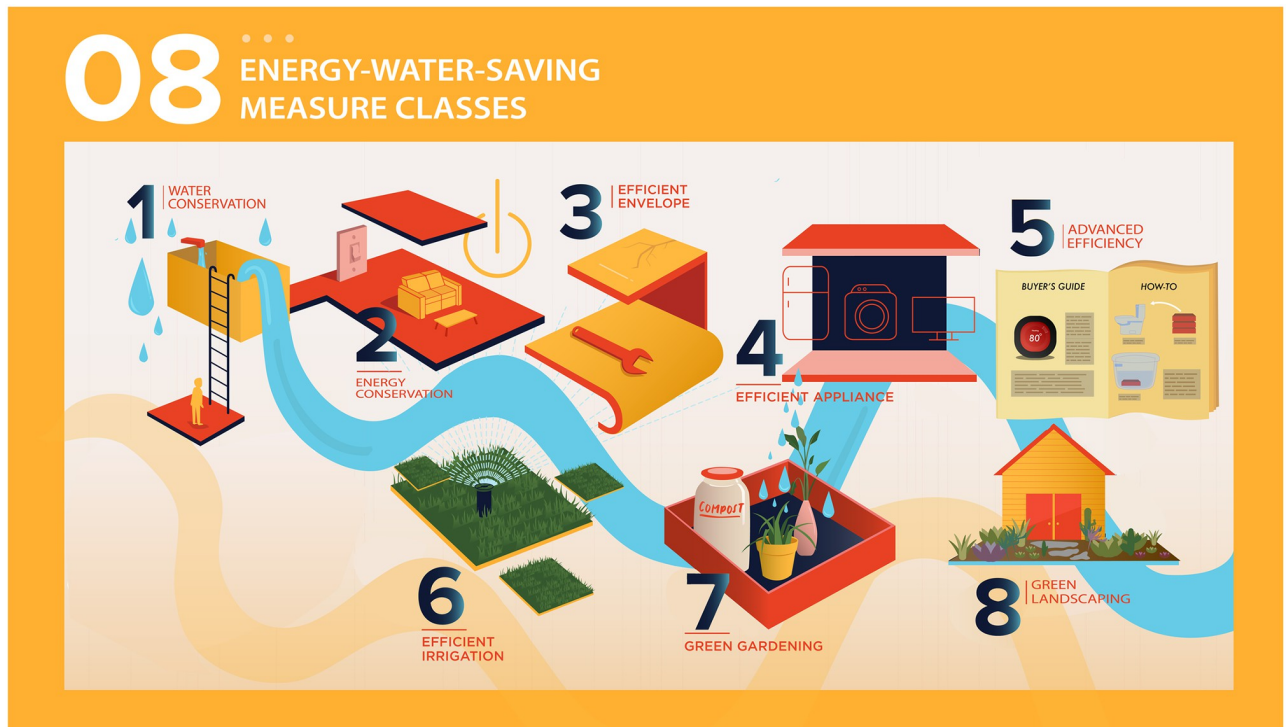 08
ENERGY-WATER-SAVING
MEASURE CLASSES
1
WATER
CONSERVATION
2
ENERGY
CONSERVATION
3
EFFICIENT
ENVELOPE
4
EFFICIENT APPLIANCE
5
ADVANCED
EFFICIENCY
BUYER'S GUIDE
HOW-TO
80°
6
EFFICIENT
IRRIGATION
COMPOST
7
GREEN GARDENING
8
GREEN
LANDSCAPING